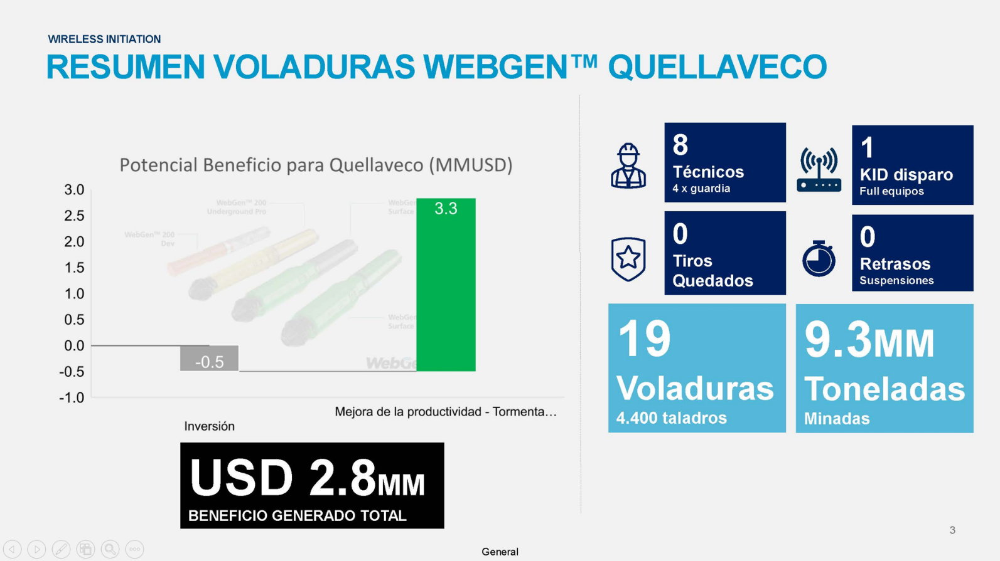 WIRELESS INITIATION
RESUMEN VOLADURAS WEBGEN™ QUELLAVECO
Potencial Beneficio para Quellaveco (MMUSD)
3.0
2.5
2.0
1.5
1.0
0.5
0.0
-0.5
-1.0
WebGen™ 200
Underground Pro
WebGen™ 200
Dev
WebGen
Surface
WebGen
Surface
WebGe
3.3
-0.5
Mejora de la productividad - Tormenta…
Inversión
USD 2.8MM
BENEFICIO GENERADO TOTAL
8
Técnicos
4 x guardia
1
KID disparo
Full equipos
0
Tiros
Quedados
0
Retrasos
Suspensiones
19
Voladuras
4.400 taladros
9.3MM
Toneladas
Minadas
3
General